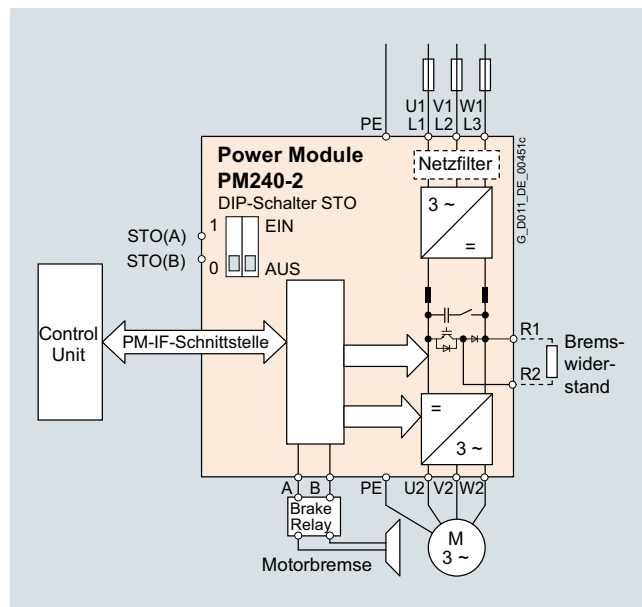 U1 V1 W1
PE L1 L2 L3
Power Module
PM240-2
Netzfilter
DIP-Schalter STO
1 EIN
STO(A)
STO(B)
0 AUS
3 ~
=
G_D011_DE_00451c
Control
Unit
PM-IF-Schnittstelle
R1
R2
Brems-
wider-
stand
=
3 ~
A B PE U2 V2 W2
Brake
Relay
Motorbremse
M
3 ~